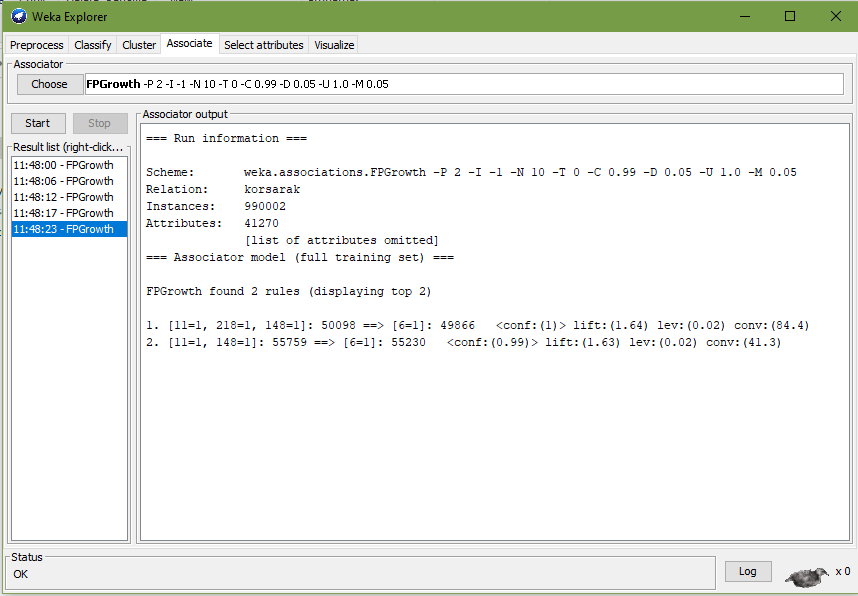 Weka Explorer
Preprocess Classify Cluster Associate Select attributes Visualize
Associator
Choose FPGrowth -P 2 -I -1 -N 10 -T 0 -C 0.99 -D 0.05 -U 1.0 -M 0.05
Start Stop
Result list (right-click...
11:48:00 - FPGrowth
11:48:06 - FPGrowth
11:48:12 - FPGrowth
11:48:17 - FPGrowth
11:48:23 - FPGrowth
Associator output
=== Run information ===
Scheme: weka.associations.FPGrowth -P 2 -I -1 -N 10 -T 0 -C 0.99 -D 0.05 -U 1.0 -M 0.05
Relation: korsarak
Instances: 990002
Attributes: 41270
[list of attributes omitted]
=== Associator model (full training set) ===
FPGrowth found 2 rules (displaying top 2)
1. [11=1, 218=1, 148=1]: 50098 ==> [6=1]: 49866 <conf:(1)> lift:(1.64) lev:(0.02) conv:(84.4)
2. [11=1, 148=1]: 55759 ==> [6=1]: 55230 <conf:(0.99)> lift:(1.63) lev:(0.02) conv:(41.3)
Status
OK
Log x 0